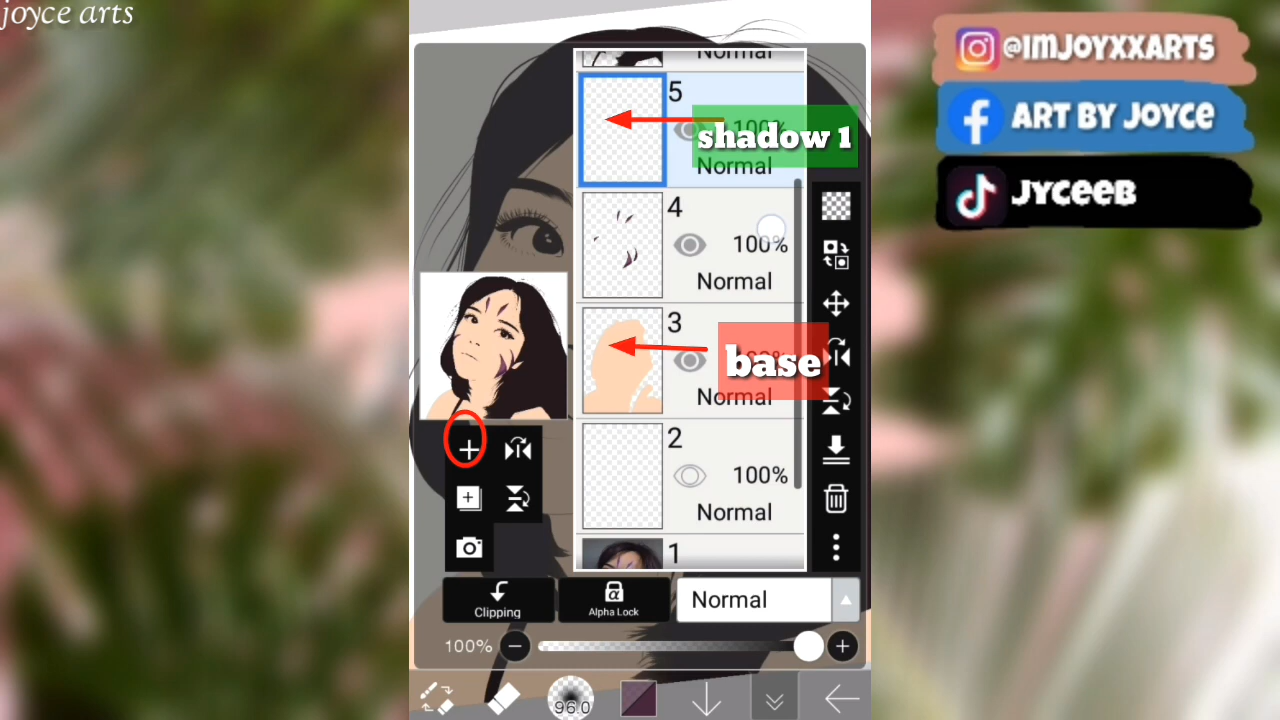 joyce arts
@IMJOYXXARTS
ART BY JOYCE
JYCEEB
Normal
5
100%
shadow 1
Normal
4
100%
Normal
3
base
Normal
2
100%
Normal
1
Clipping
Alpha Lock
Normal
100%
96.0